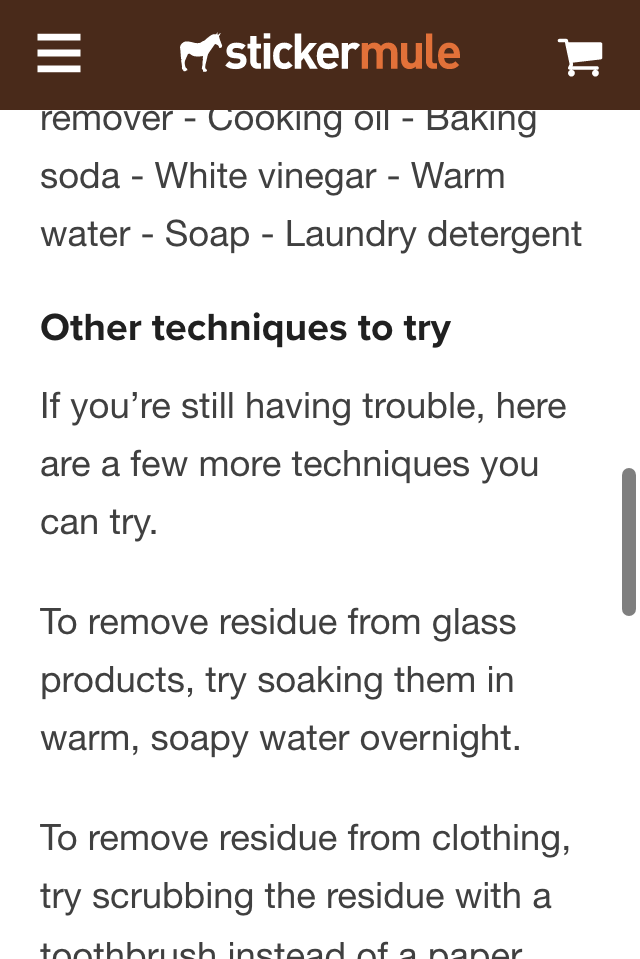 stickermule
remover - Cooking oil - Baking
soda - White vinegar - Warm
water - Soap - Laundry detergent
Other techniques to try
If you’re still having trouble, here
are a few more techniques you
can try.
To remove residue from glass
products, try soaking them in
warm, soapy water overnight.
To remove residue from clothing,
try scrubbing the residue with a
toothbrush instead of a paper